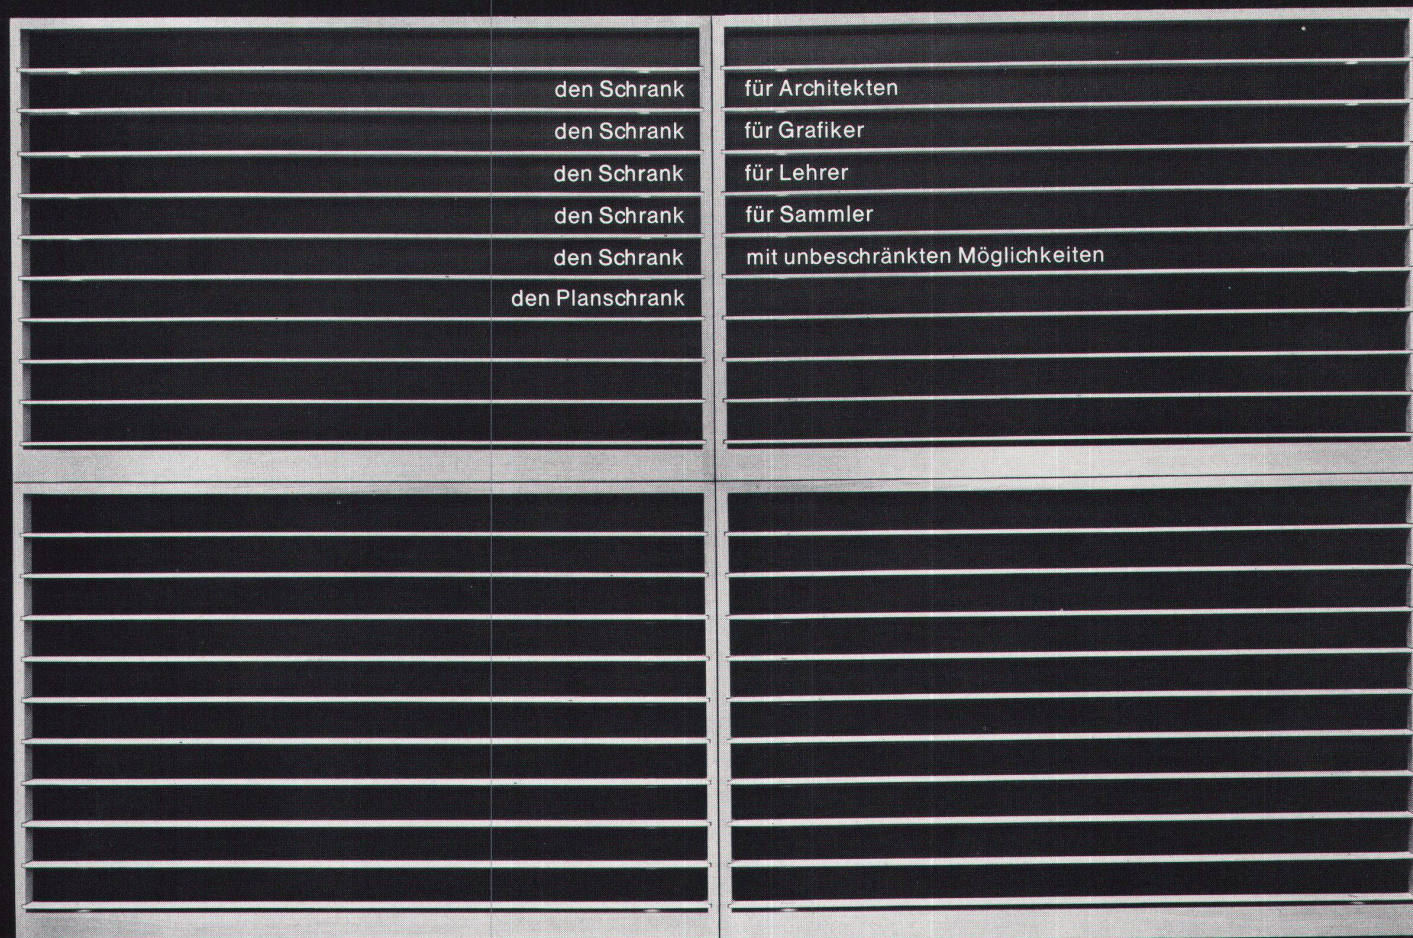 den Schrank für Architekten
den Schrank für Grafiker
den Schrank für Lehrer
den Schrank für Sammler
den Schrank mit unbeschränkten Möglichkeiten
den Planschrank